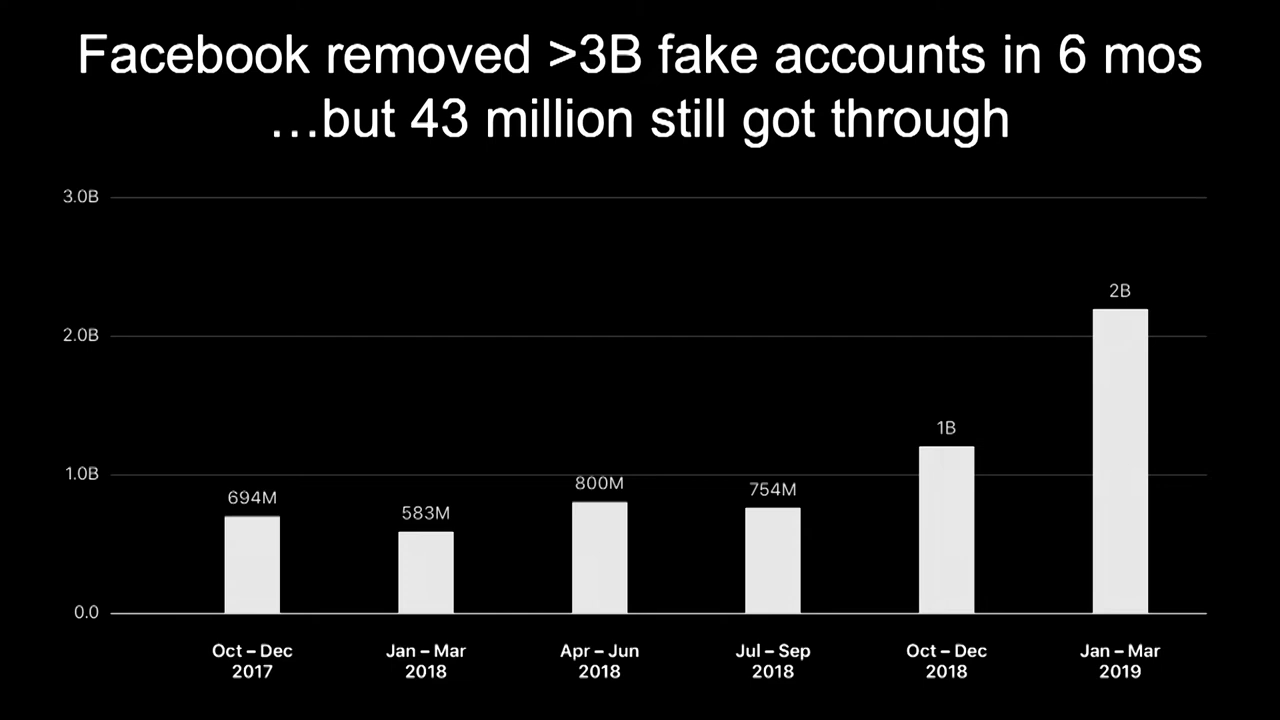 Facebook removed >3B fake accounts in 6 mos
...but 43 million still got through
3.0B
2B
2.0B
1B
1.0B
800M
754M
694M
583M
0.0
Oct – Dec
2017
Jan – Mar
2018
Apr – Jun
2018
Jul – Sep
2018
Oct – Dec
2018
Jan – Mar
2019